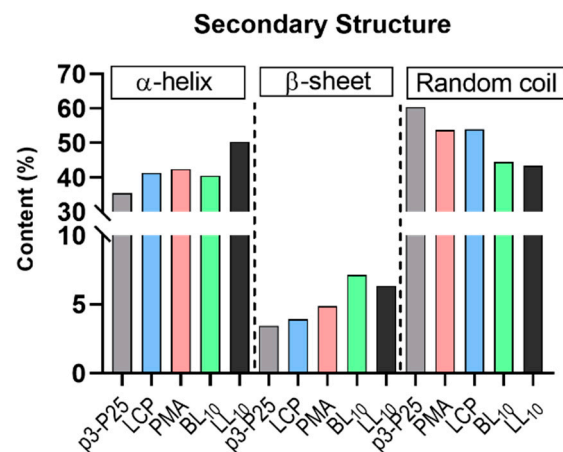 Secondary Structure
α-helix
β-sheet
Random coil
Content (%)
70
60
50
40
30
10
5
0
p3-P25
LCP
PMA
BL10
LL10
p3-P25
LCP
PMA
BL10
LL10
p3-P25
PMA
LCP
BL10
LL10